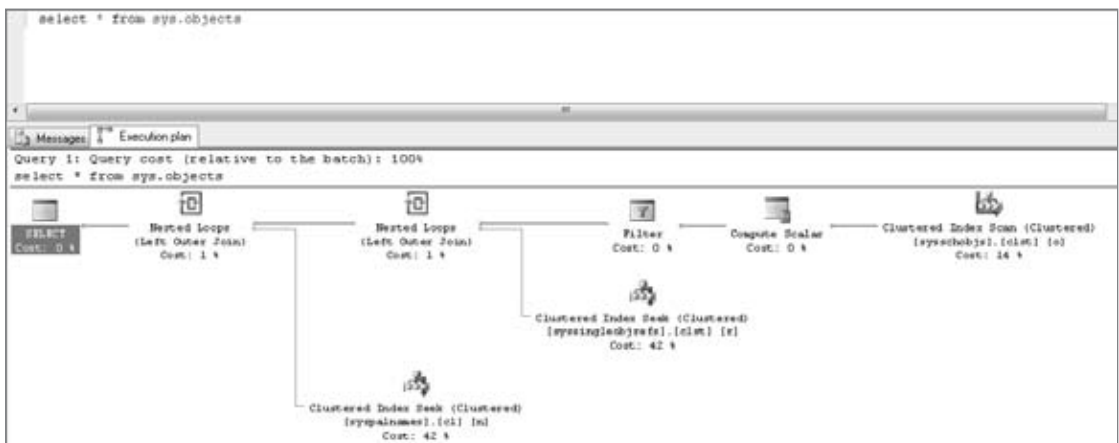 select * from sys.objects
Messages
Execution plan
Query 1: Query cost (relative to the batch): 100%
select * from sys.objects
SELECT
Cost: 0 %
Nested Loops
(Left Outer Join)
Cost: 1 %
Nested Loops
(Left Outer Join)
Cost: 1 %
Filter
Cost: 0 %
Compute Scalar
Cost: 0 %
Clustered Index Scan (Clustered)
[sysschobjs].[clst] [o]
Cost: 14 %
Clustered Index Seek (Clustered)
[syssingleobjrefs].[clst] [r]
Cost: 42 %
Clustered Index Seek (Clustered)
[syspalnames].[cl] [n]
Cost: 42 %